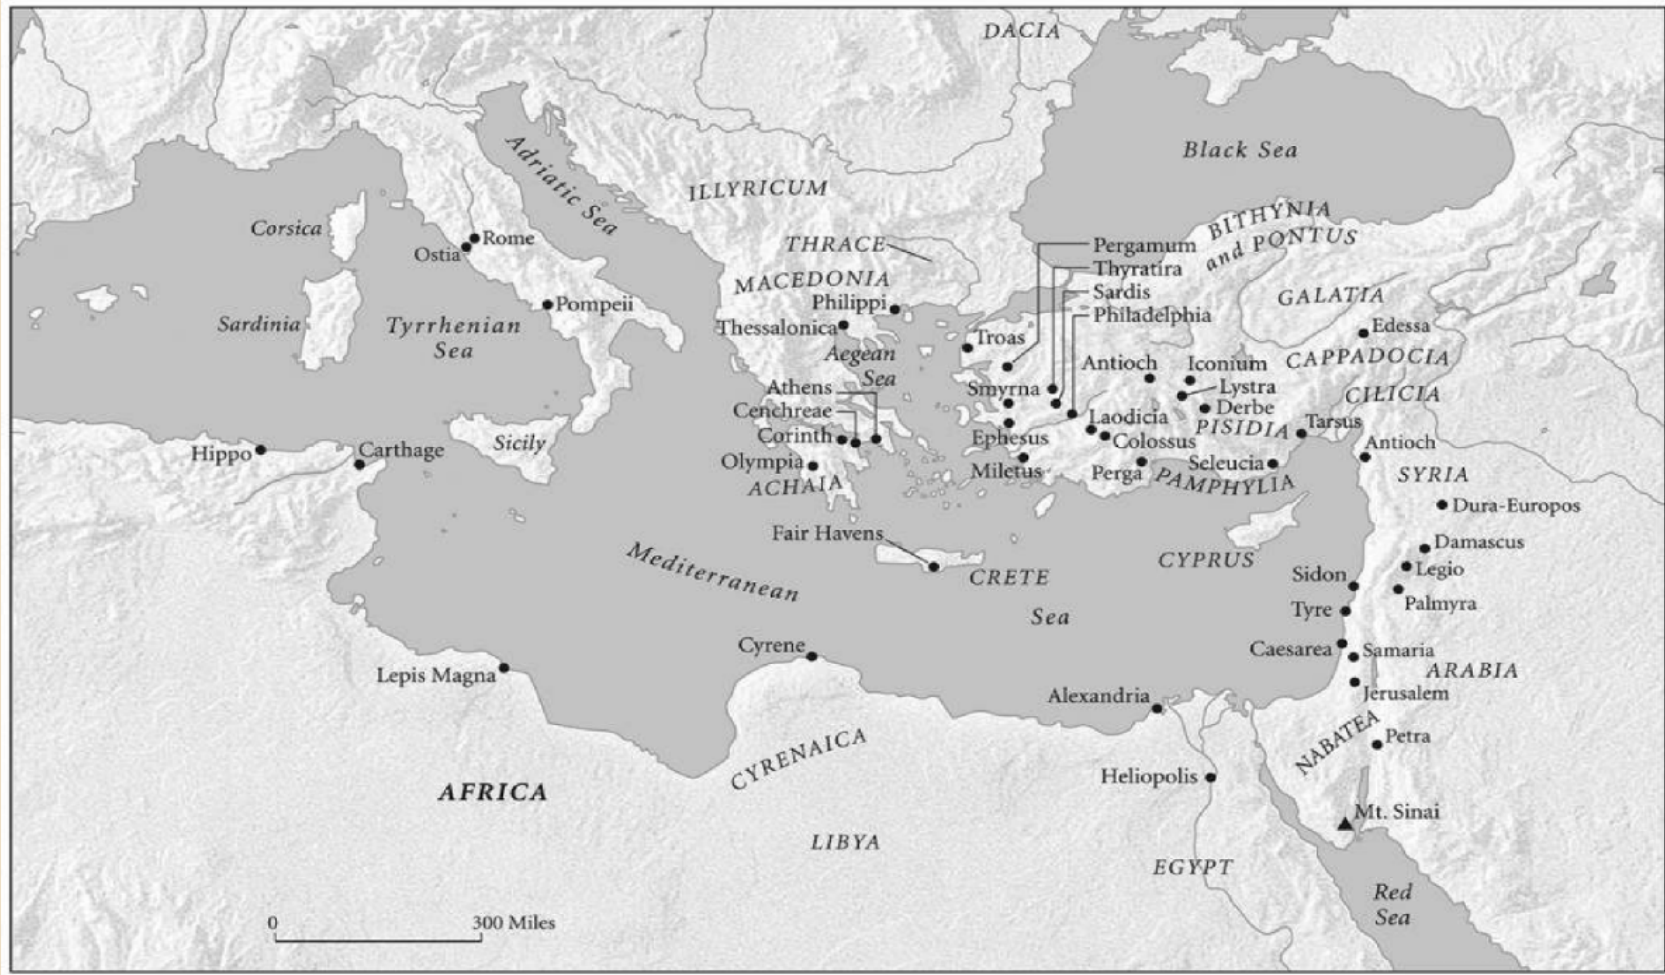 DACIA
Black Sea
Adriatic Sea
ILLYRICUM
BITHYNIA
and PONTUS
Corsica
Rome
Ostia
THRACE
Pergamum
Thyratira
Sardis
Philadelphia
MACEDONIA
Philippi
GALATIA
Pompeii
Sardinia
Tyrrhenian
Sea
Thessalonica
Troas
Edessa
Aegean
Sea
Antioch
Iconium
CAPPADOCIA
Athens
Smyrna
Lystra
CILICIA
Cenchreae
Derbe
Laodicia
PISIDIA
Tarsus
Corinth
Ephesus
Colossus
Antioch
Sicily
Hippo
Carthage
Olympia
Miletus
Perga
Seleucia
SYRIA
ACHAIA
PAMPHYLIA
Dura-Europos
Fair Havens
Damascus
Mediterranean
CRETE
CYPRUS
Sidon
Legio
Sea
Tyre
Palmyra
Cyrene
Caesarea
Samaria
ARABIA
Lepis Magna
Alexandria
Jerusalem
CYRENAICA
NABATEA
Petra
Heliopolis
AFRICA
Mt. Sinai
LIBYA
EGYPT
Red
Sea
0 300 Miles